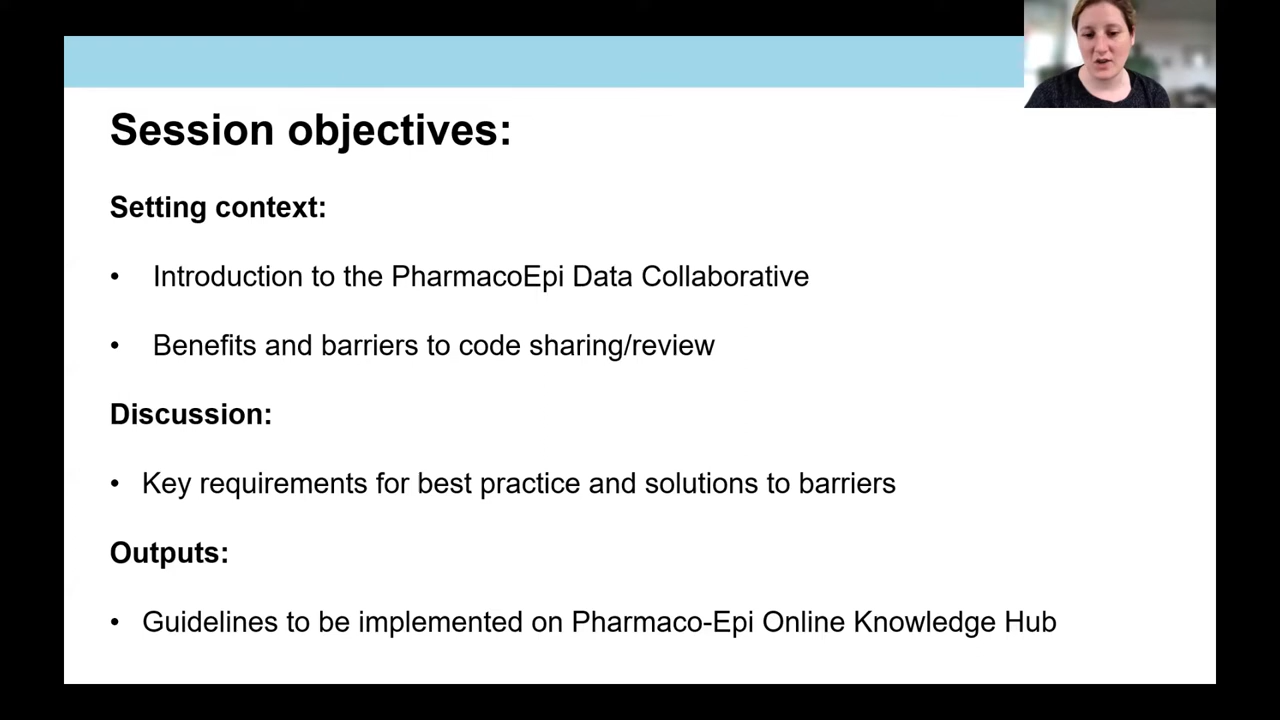 Session objectives:
Setting context:
• Introduction to the PharmacoEpi Data Collaborative
• Benefits and barriers to code sharing/review
Discussion:
• Key requirements for best practice and solutions to barriers
Outputs:
• Guidelines to be implemented on Pharmaco-Epi Online Knowledge Hub